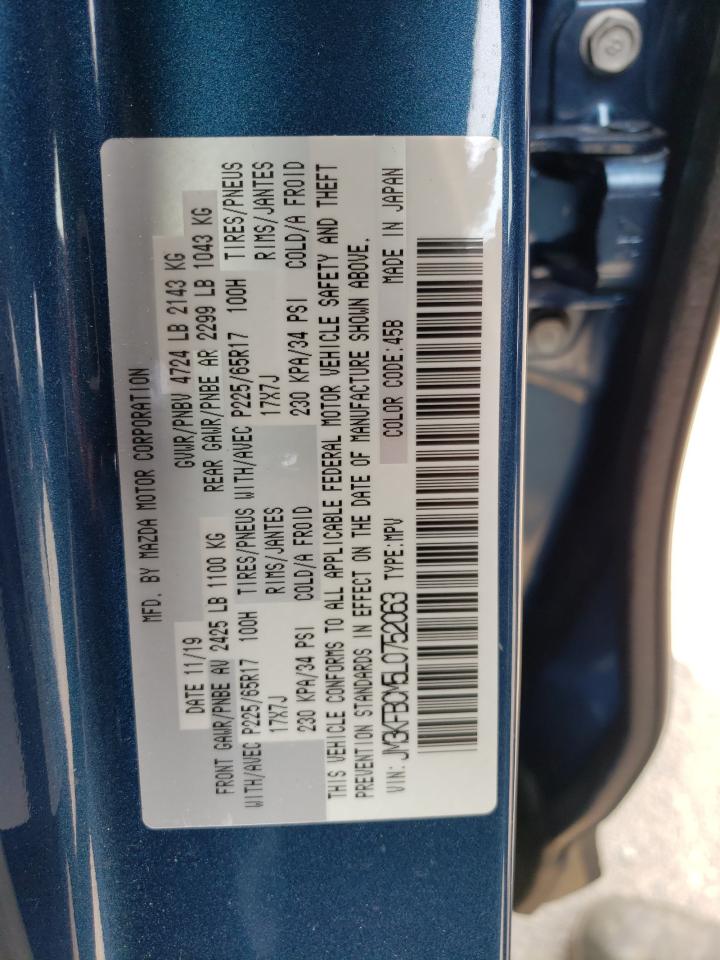 MFD. BY MAZDA MOTOR CORPORATION
DATE 11/19 GVWR/PNBV 4724 LB 2143 KG
FRONT GAWR/PNBE AV 2425 LB 1100 KG REAR GAWR/PNBE AR 2299 LB 1043 KG
WITH/AVEC P225/65R17 100H TIRES/PNEUS WITH/AVEC P225/65R17 100H TIRES/PNEUS
17X7J RIMS/JANTES 17X7J RIMS/JANTES
230 KPA/34 PSI COLD/A FROID 230 KPA/34 PSI COLD/A FROID
THIS VEHICLE CONFORMS TO ALL APPLICABLE FEDERAL MOTOR VEHICLE SAFETY AND THEFT
PREVENTION STANDARDS IN EFFECT ON THE DATE OF MANUFACTURE SHOWN ABOVE.
VIN: JM3KFBCM5L0752063 TYPE:MPV COLOR CODE:45B MADE IN JAPAN